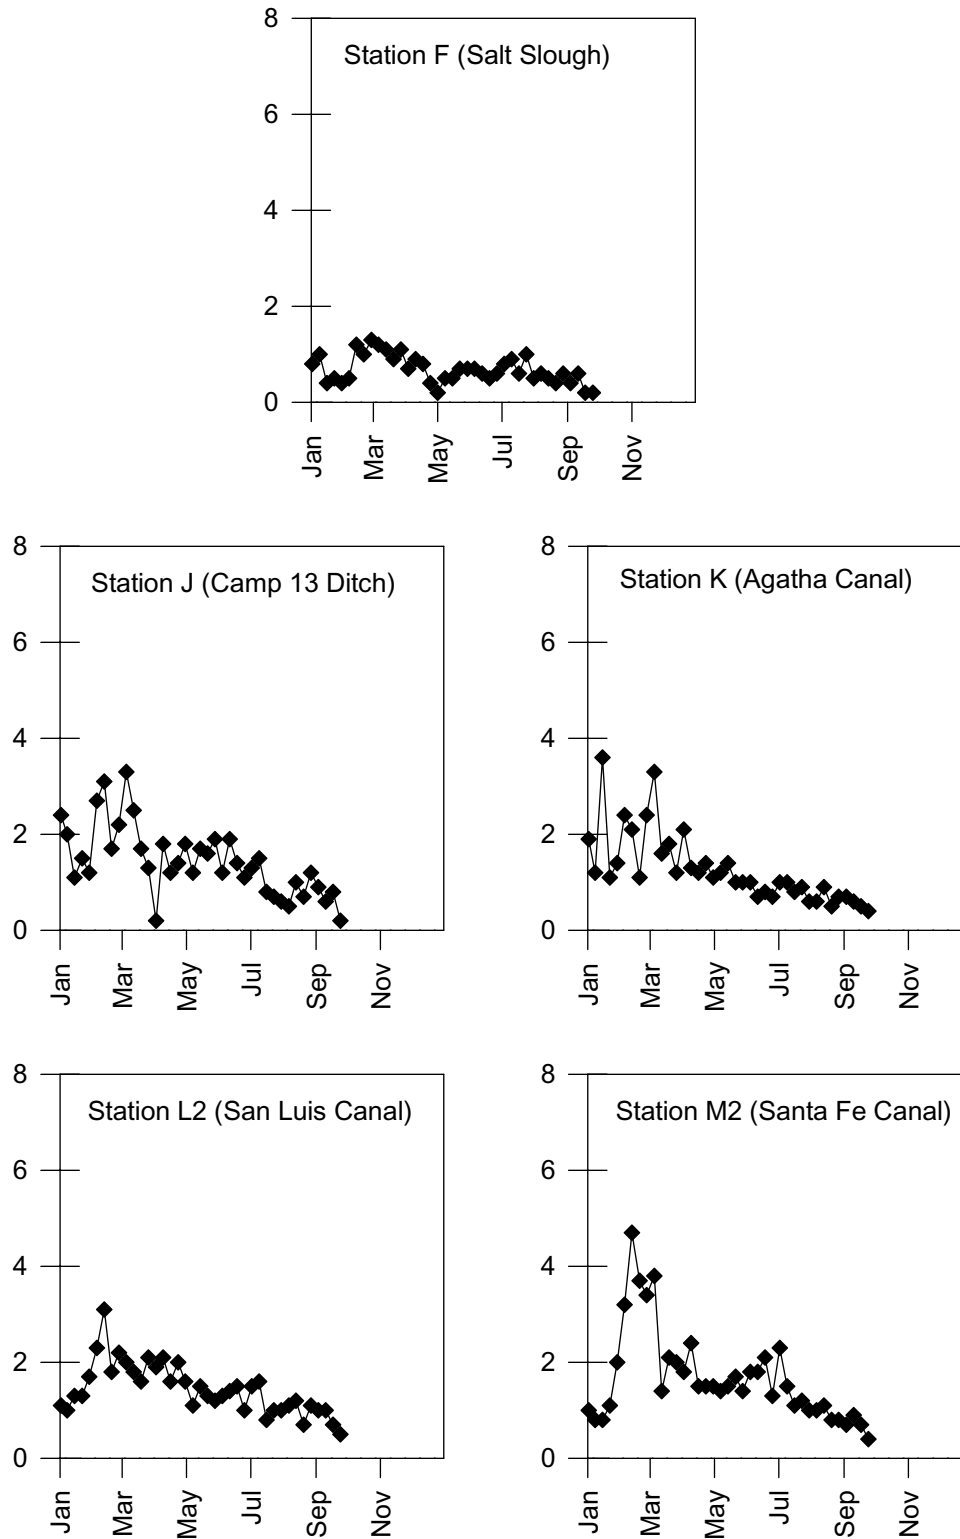 8
Station F (Salt Slough)
6
4
2
0
Jan Mar May Jul Sep Nov
8 8
Station J (Camp 13 Ditch) Station K (Agatha Canal)
6 6
4 4
2 2
0 0
Jan Mar May Jul Sep Nov Jan Mar May Jul Sep Nov
8 8
Station L2 (San Luis Canal) Station M2 (Santa Fe Canal)
6 6
4 4
2 2
0 0
Jan Mar May Jul Sep Nov Jan Mar May Jul Sep Nov